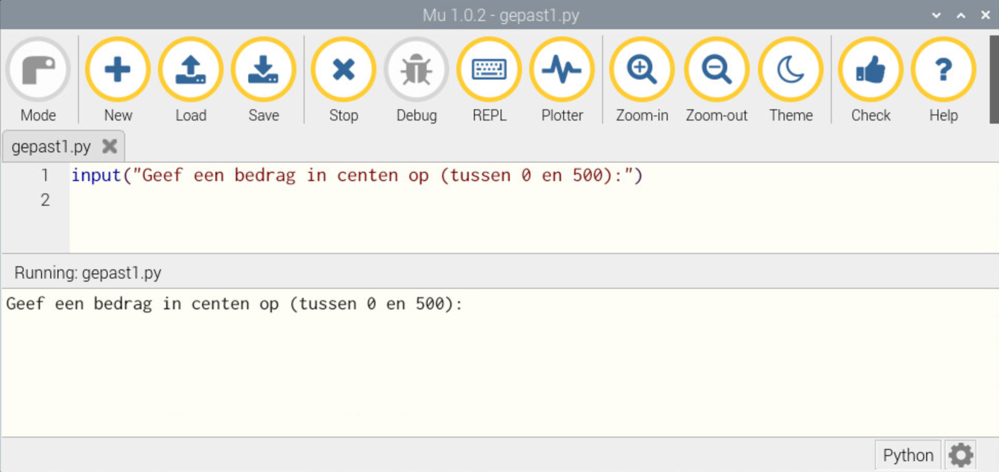 Mu 1.0.2 - gepast1.py
Mode New Load Save Stop Debug REPL Plotter Zoom-in Zoom-out Theme Check Help
gepast1.py
1 input("Geef een bedrag in centen op (tussen 0 en 500):")
2
Running: gepast1.py
Geef een bedrag in centen op (tussen 0 en 500):
Python